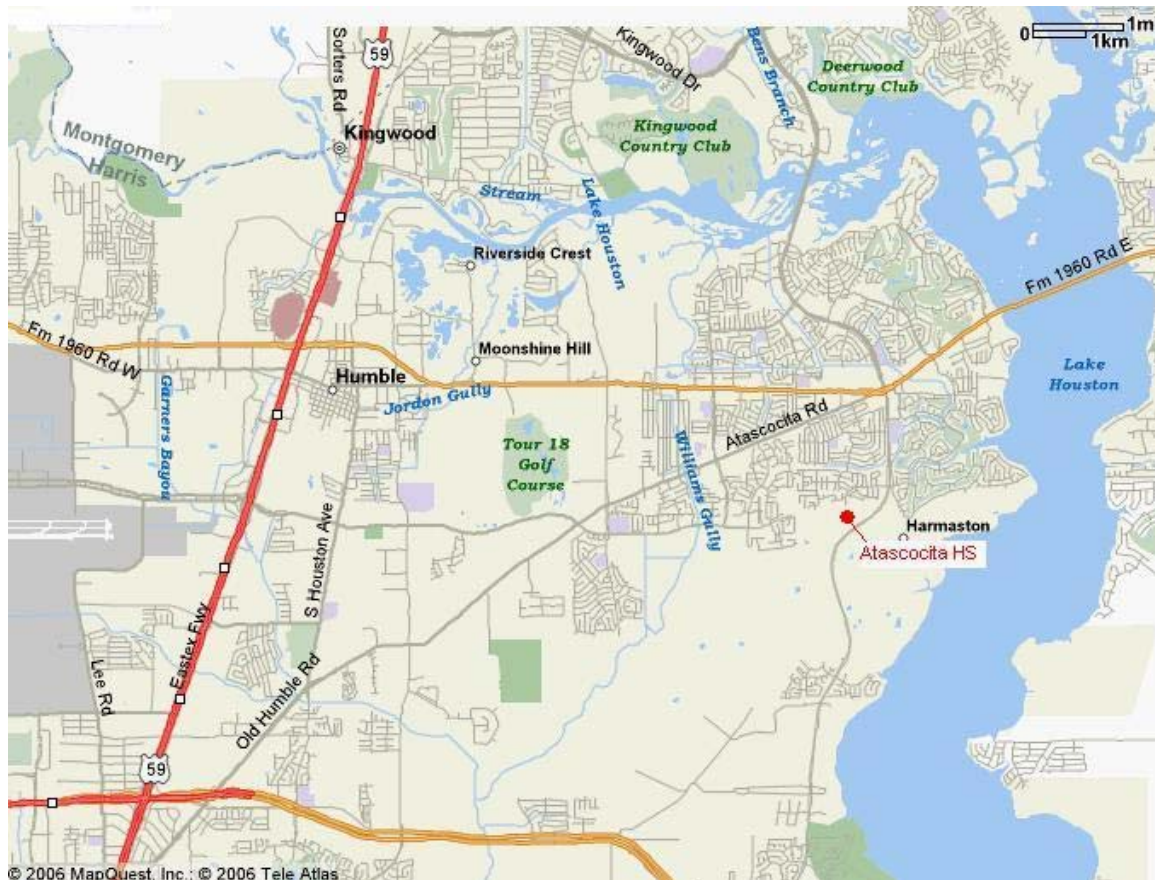 1m
0
1km
Sorters Rd
59
Kingwood Dr
Bens Branch
Deerwood
Country Club
Kingwood
Kingwood
Country Club
Montgomery
Harris
Stream
Lake Houston
Riverside Crest
Fm 1960 Rd E
Fm 1960 Rd W
Moonshine Hill
Lake
Houston
Humble
Jordon Gully
Garners Bayou
Atascocita Rd
Tour 18
Golf
Course
Williams Gully
S Houston Ave
Harmaston
Atascocita HS
Eastex Fwy
Lee Rd
Old Humble Rd
59
© 2006 MapQuest, Inc.; © 2006 Tele Atlas